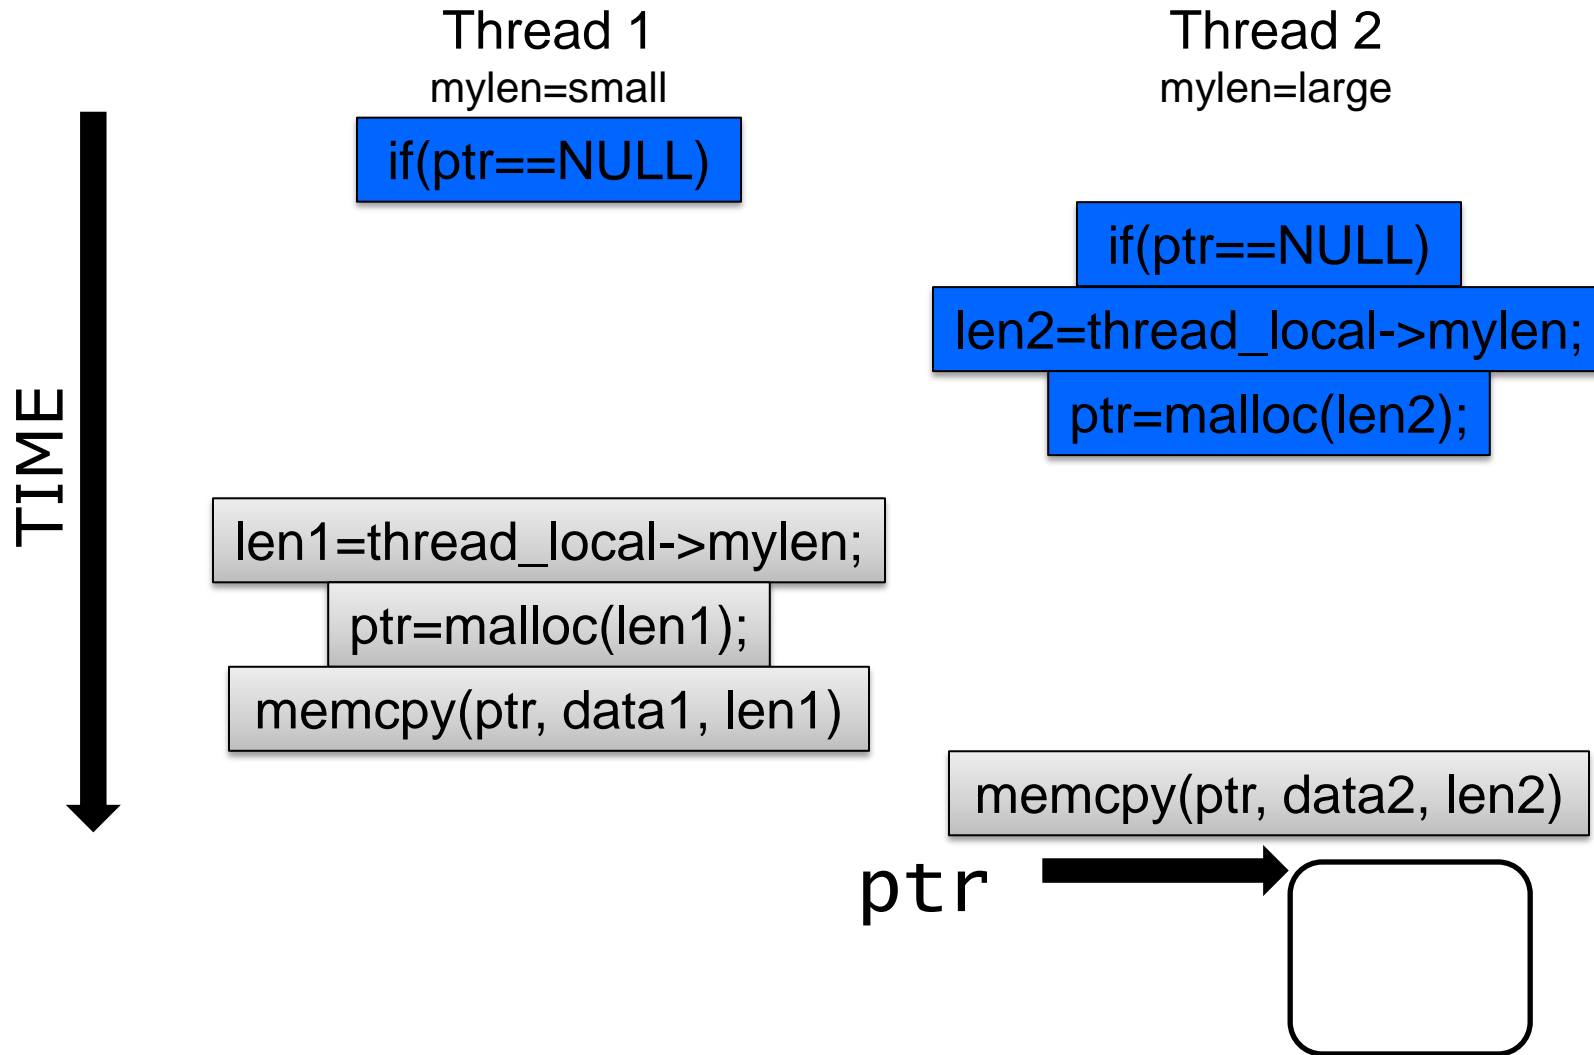 Thread 1
mylen=small
Thread 2
mylen=large
if(ptr==NULL)
if(ptr==NULL)
len2=thread_local->mylen;
ptr=malloc(len2);
TIME
len1=thread_local->mylen;
ptr=malloc(len1);
memcpy(ptr, data1, len1)
memcpy(ptr, data2, len2)
ptr